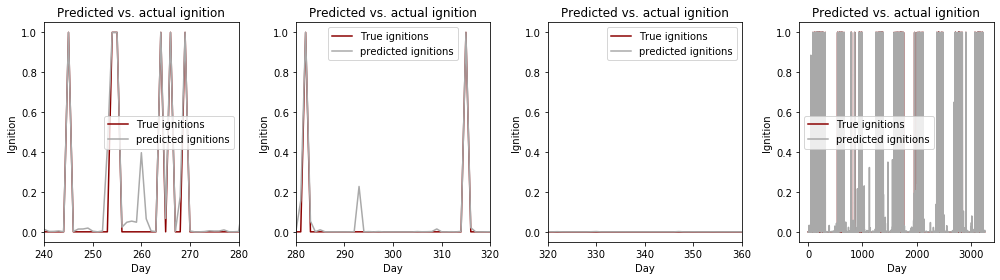 Predicted vs. actual ignition
1.0
0.8
0.6
0.4
0.2
0.0
Ignition
True ignitions
predicted ignitions
240
250
260
270
280
Day
Predicted vs. actual ignition
1.0
0.8
0.6
0.4
0.2
0.0
Ignition
True ignitions
predicted ignitions
280
290
300
310
320
Day
Predicted vs. actual ignition
1.0
0.8
0.6
0.4
0.2
0.0
Ignition
True ignitions
predicted ignitions
320
330
340
350
360
Day
Predicted vs. actual ignition
1.0
0.8
0.6
0.4
0.2
0.0
Ignition
True ignitions
predicted ignitions
0
1000
2000
3000
Day